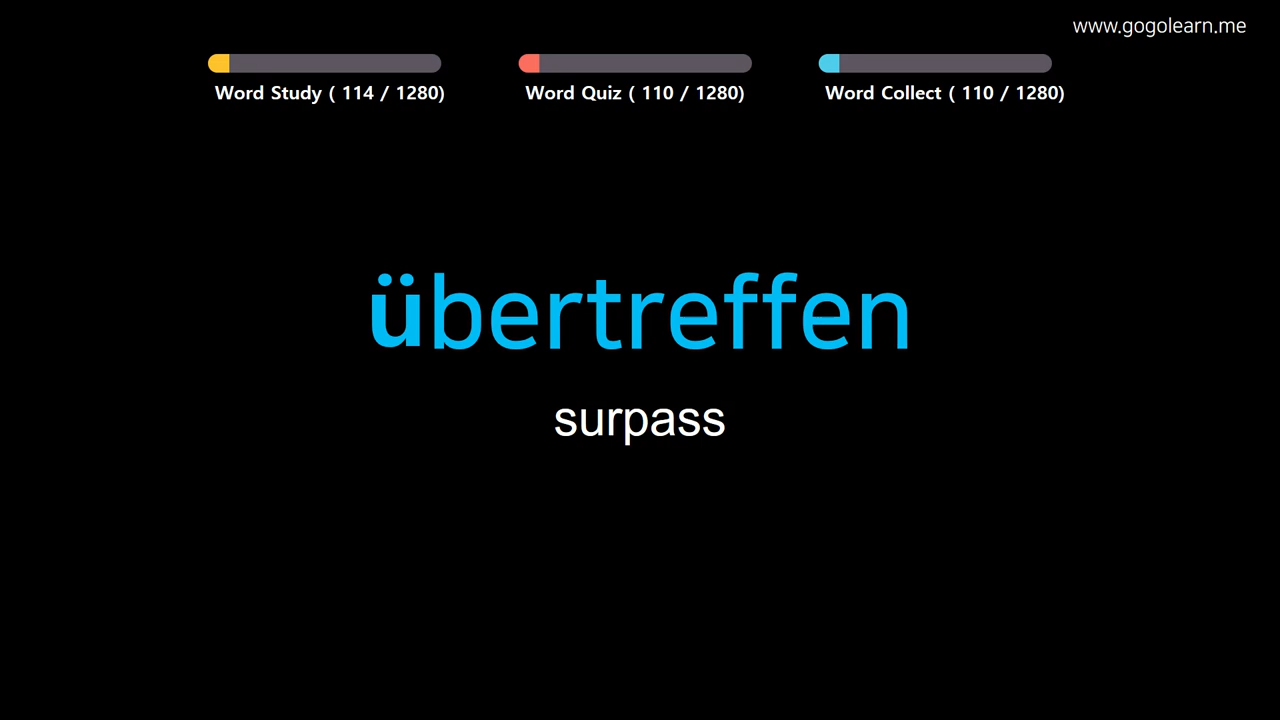 www.gogolearn.me
Word Study ( 114 / 1280)
Word Quiz ( 110 / 1280)
Word Collect ( 110 / 1280)
übertreffen
surpass